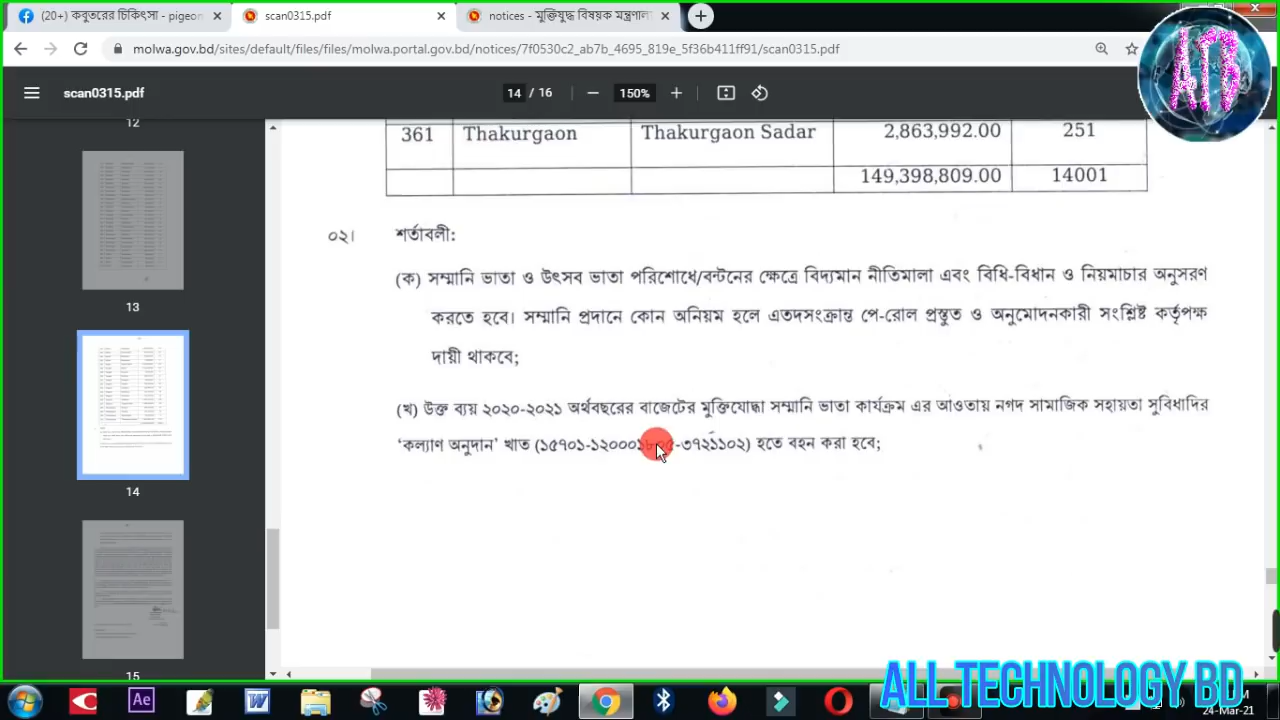 (20+) কবুতরের চিকিৎসা - pigeon
scan0315.pdf
notices - মুক্তিযুদ্ধ বিষয়ক মন্ত্রণাল
molwa.gov.bd/sites/default/files/files/molwa.portal.gov.bd/notices/7f0530c2_ab7b_4695_819e_5f36b411ff91/scan0315.pdf
scan0315.pdf
14 / 16
150%
12
361 Thakurgaon Thakurgaon Sadar 2,863,992.00 251
149,398,809.00 14001
০২। শর্তাবলী:
(ক) সম্মানি ভাতা ও উৎসব ভাতা পরিশোধে/বন্টনের ক্ষেত্রে বিদ্যমান নীতিমালা এবং বিধি-বিধান ও নিয়মাচার অনুসরণ
করতে হবে। সম্মানি প্রদানে কোন অনিয়ম হলে এতদসংক্রান্ত পে-রোল প্রস্তুত ও অনুমোদনকারী সংশ্লিষ্ট কর্তৃপক্ষ
দায়ী থাকবে;
(খ) উক্ত ব্যয় ২০২০-২০২১ অর্থবছরের বাজেটের মুক্তিযোদ্ধা সম্মানি ভাতা কার্যক্রম এর আওতায় নগদ সামাজিক সহায়তা সুবিধাদির
‘কল্যাণ অনুদান’ খাত হতে বহন করা হবে;
13
14
15
ALL TECHNOLOGY BD
24-Mar-21